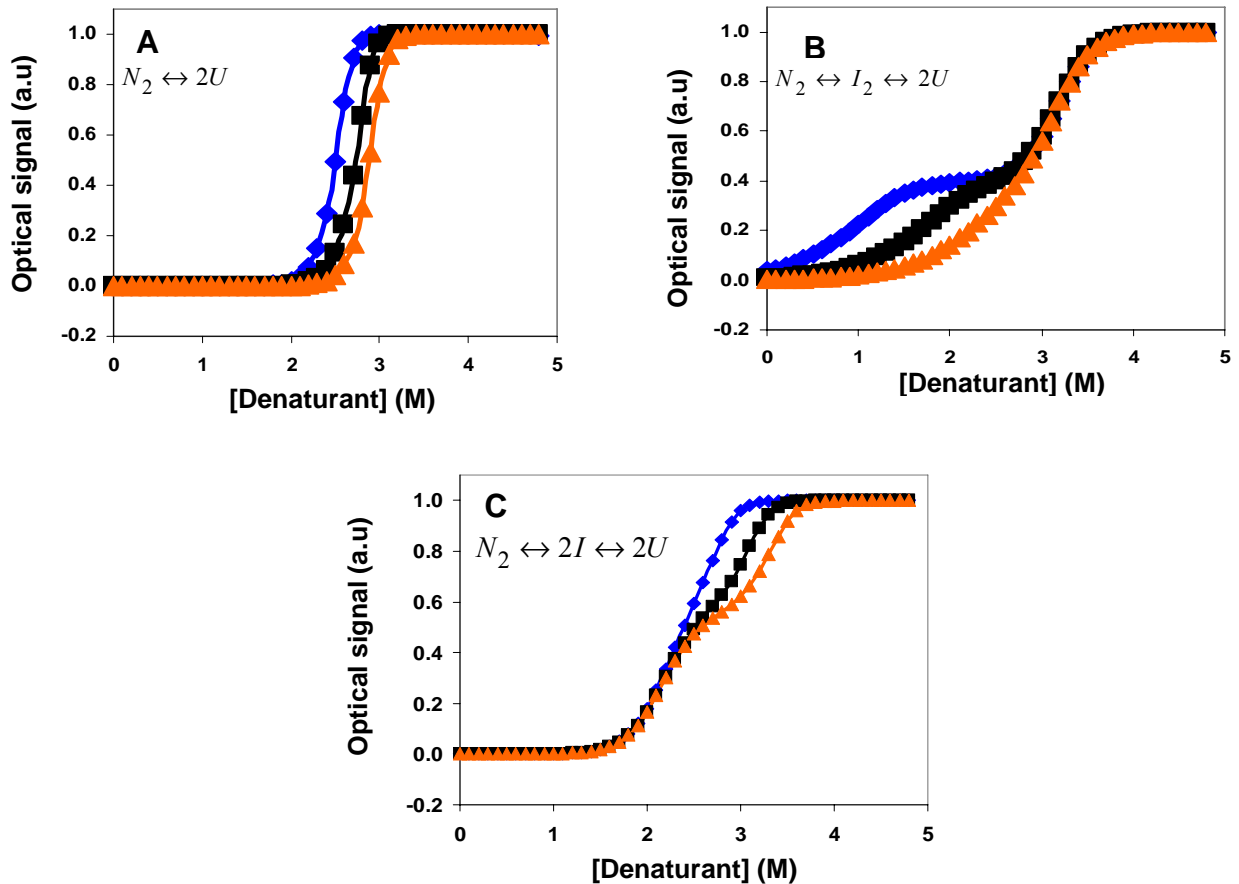 A
N₂ ↔ 2U
Optical signal (a.u)
1.0
0.8
0.6
0.4
0.2
0.0
-0.2
0 1 2 3 4 5
[Denaturant] (M)
B
N₂ ↔ I₂ ↔ 2U
Optical signal (a.u)
1.0
0.8
0.6
0.4
0.2
0.0
-0.2
0 1 2 3 4 5
[Denaturant] (M)
C
N₂ ↔ 2I ↔ 2U
Optical signal (a.u)
1.0
0.8
0.6
0.4
0.2
0.0
-0.2
0 1 2 3 4 5
[Denaturant] (M)